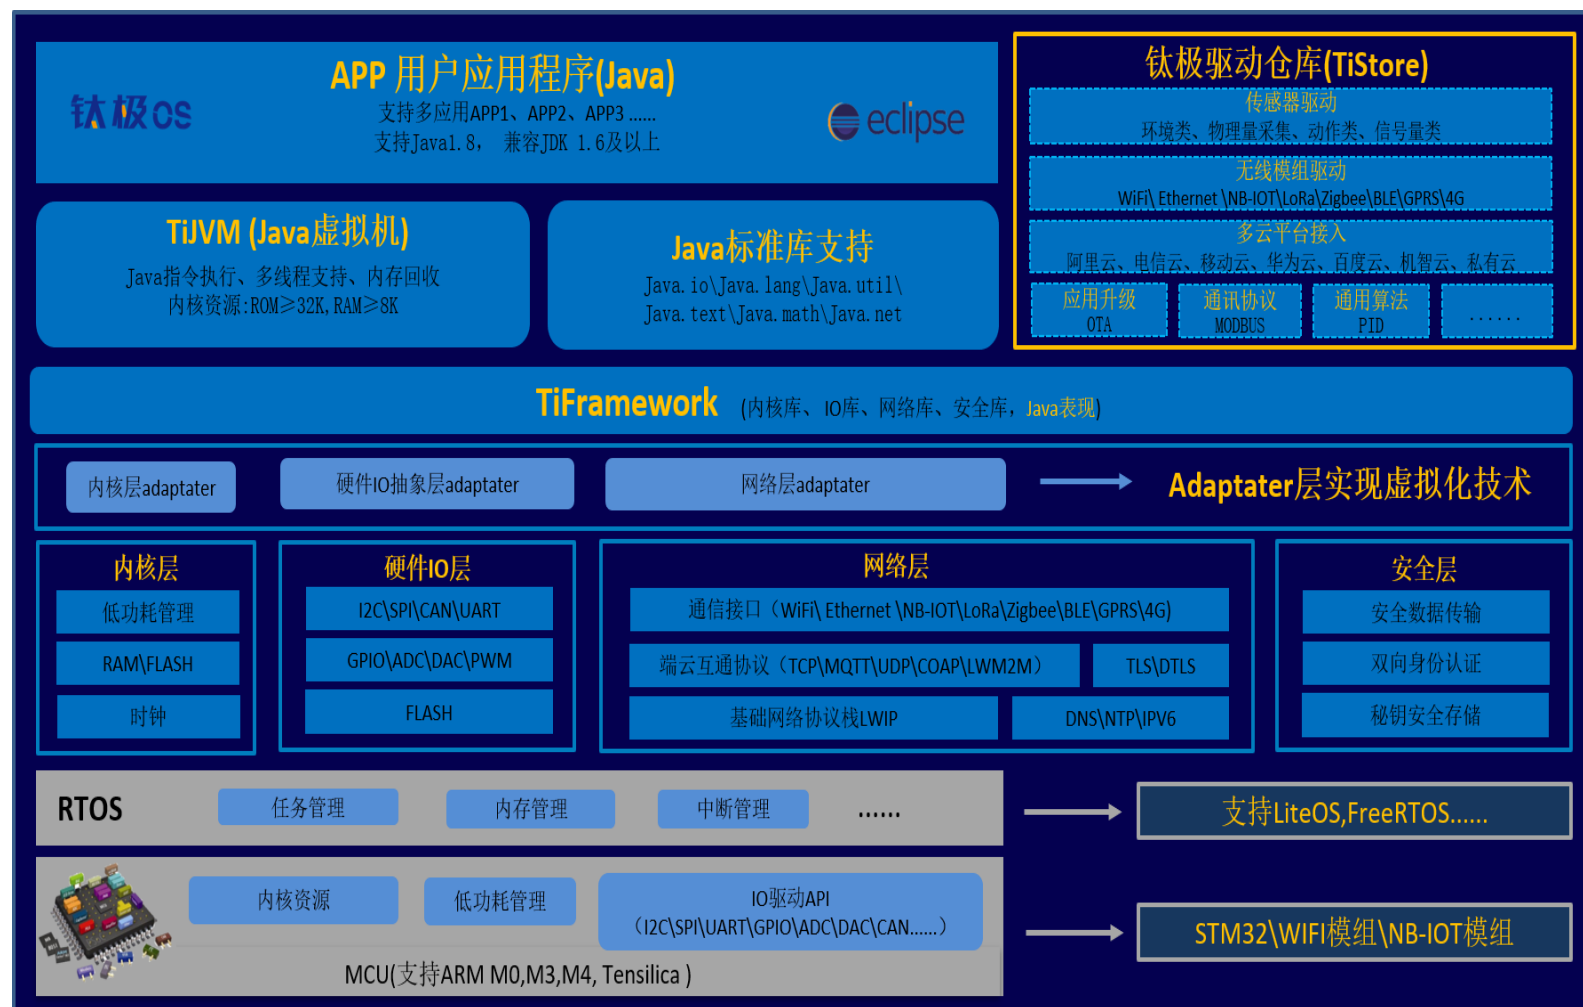 APP 用户应用程序(Java)
支持多应用APP1、APP2、APP3 ......
支持Java1.8， 兼容JDK 1.6及以上
钛极OS
eclipse
钛极驱动仓库(TiStore)
传感器驱动
环境类、物理量采集、动作类、信号量类
无线模组驱动
WiFi\ Ethernet \NB-IOT\LoRa\Zigbee\BLE\GPRS\4G
多云平台接入
阿里云、电信云、移动云、华为云、百度云、机智云、私有云
应用升级
OTA
通讯协议
MODBUS
通用算法
PID
......
TiJVM (Java虚拟机)
Java指令执行、多线程支持、内存回收
内核资源:ROM≥32K,RAM≥8K
Java标准库支持
Java.io\Java.lang\Java.util\
Java.text\Java.math\Java.net
TiFramework (内核库、IO库、网络库、安全库，Java表现)
内核层adaptater
硬件IO抽象层adaptater
网络层adaptater
Adaptater层实现虚拟化技术
内核层
低功耗管理
RAM\FLASH
时钟
硬件IO层
I2C\SPI\CAN\UART
GPIO\ADC\DAC\PWM
FLASH
网络层
通信接口（WiFi\ Ethernet \NB-IOT\LoRa\Zigbee\BLE\GPRS\4G)
端云互通协议（TCP\MQTT\UDP\COAP\LWM2M）
TLS\DTLS
基础网络协议栈LWIP
DNS\NTP\IPV6
安全层
安全数据传输
双向身份认证
秘钥安全存储
RTOS
任务管理
内存管理
中断管理
......
支持LiteOS,FreeRTOS......
内核资源
低功耗管理
IO驱动API
（I2C\SPI\UART\GPIO\ADC\DAC\CAN......）
MCU(支持ARM M0,M3,M4, Tensilica )
STM32\WIFI模组\NB-IOT模组